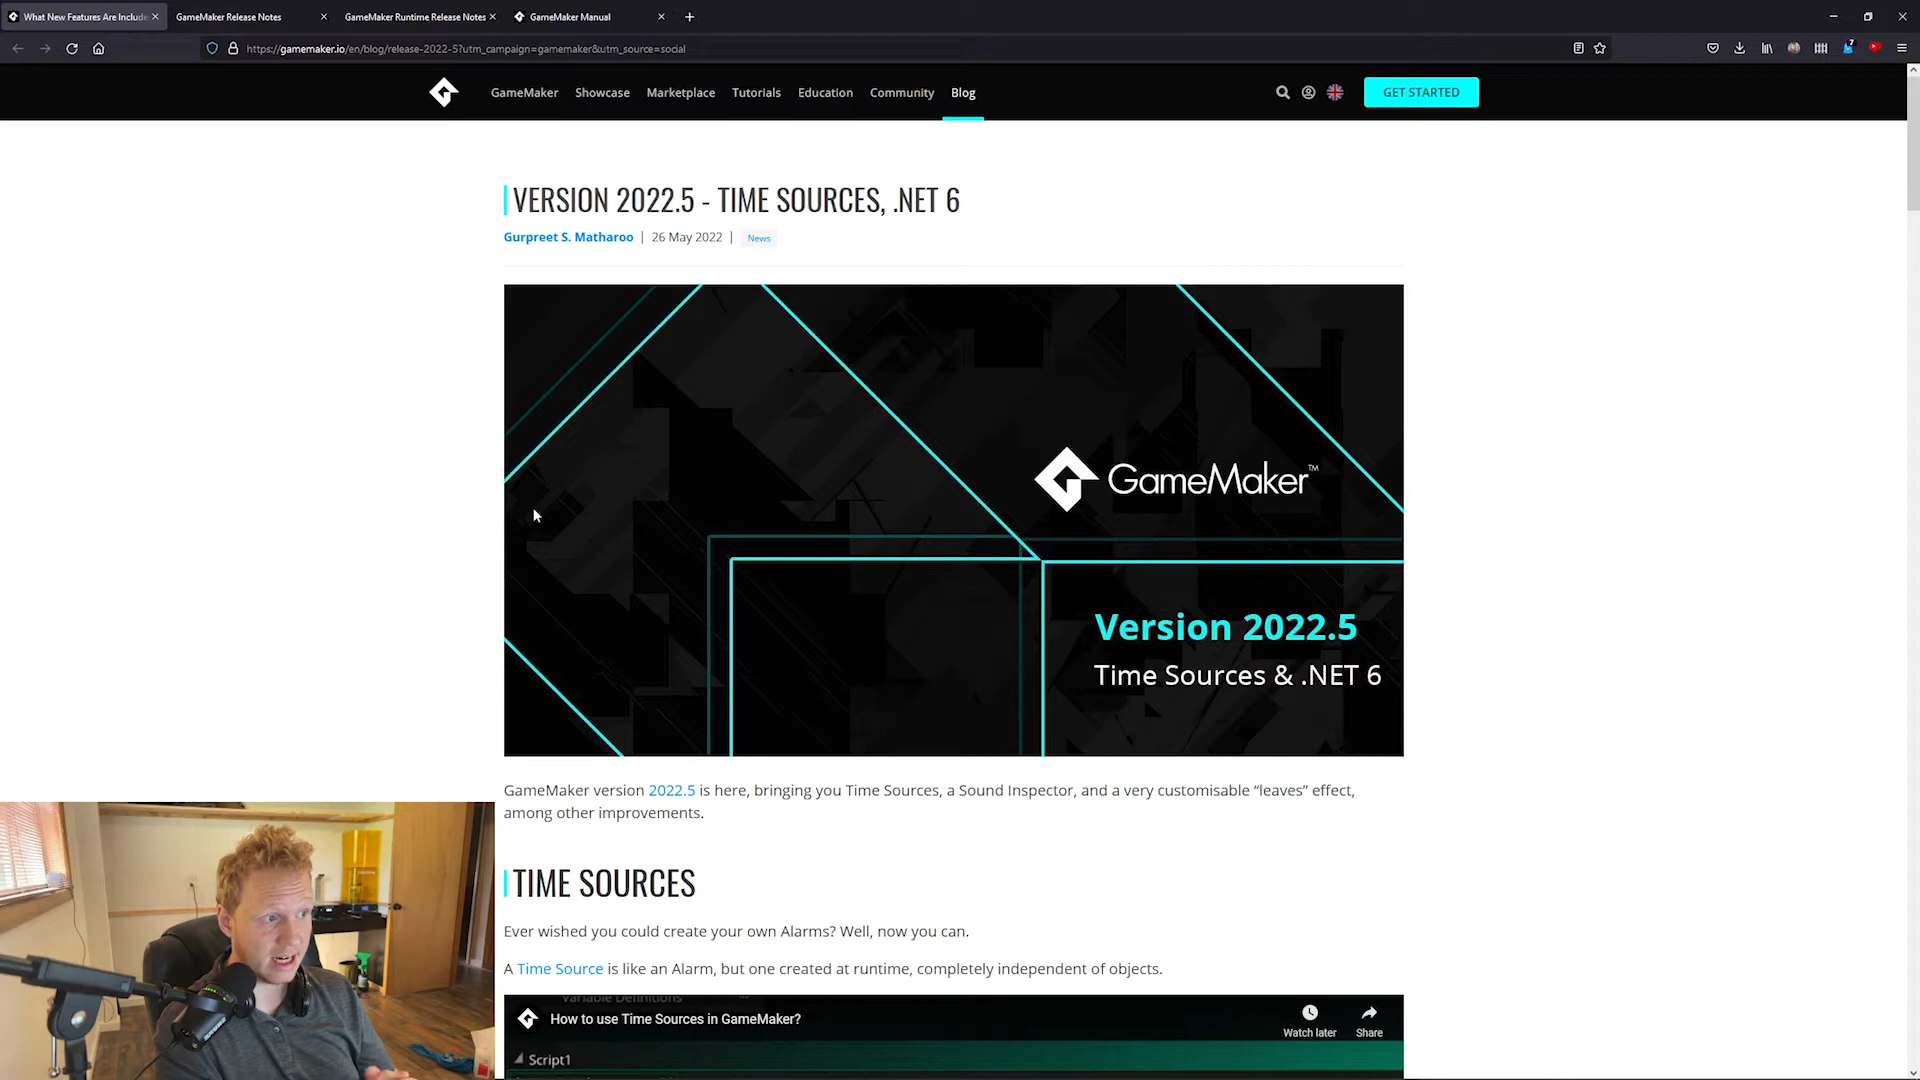 What New Features Are Include
GameMaker Release Notes
GameMaker Runtime Release Notes
GameMaker Manual
https://gamemaker.io/en/blog/release-2022-5?utm_campaign=gamemaker&utm_source=social
7
GameMaker
Showcase
Marketplace
Tutorials
Education
Community
Blog
GET STARTED
VERSION 2022.5 - TIME SOURCES, .NET 6
Gurpreet S. Matharoo | 26 May 2022 | News
GameMaker™
Version 2022.5
Time Sources & .NET 6
GameMaker version 2022.5 is here, bringing you Time Sources, a Sound Inspector, and a very customisable “leaves” effect,
among other improvements.
TIME SOURCES
Ever wished you could create your own Alarms? Well, now you can.
A Time Source is like an Alarm, but one created at runtime, completely independent of objects.
Variable Definitions
How to use Time Sources in GameMaker?
Watch later
Share
Script1